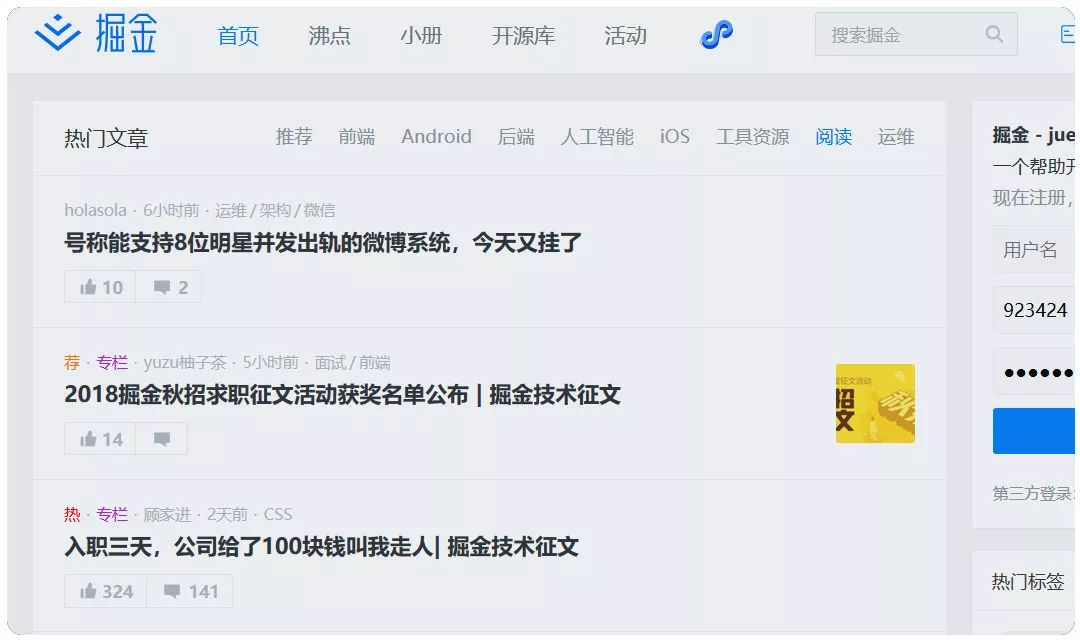 掘金 首页 沸点 小册 开源库 活动 搜索掘金
热门文章 推荐 前端 Android 后端 人工智能 iOS 工具资源 阅读 运维
holasola · 6小时前 · 运维 / 架构 / 微信
号称能支持8位明星并发出轨的微博系统，今天又挂了
10 2
荐 · 专栏 · yuzu柚子茶 · 5小时前 · 面试 / 前端
2018掘金秋招求职征文活动获奖名单公布 | 掘金技术征文
14
热 · 专栏 · 顾家进 · 2天前 · CSS
入职三天，公司给了100块钱叫我走人| 掘金技术征文
324 141
掘金 - jue
一个帮助开
现在注册，
用户名
923424
第三方登录:
热门标签
招
文